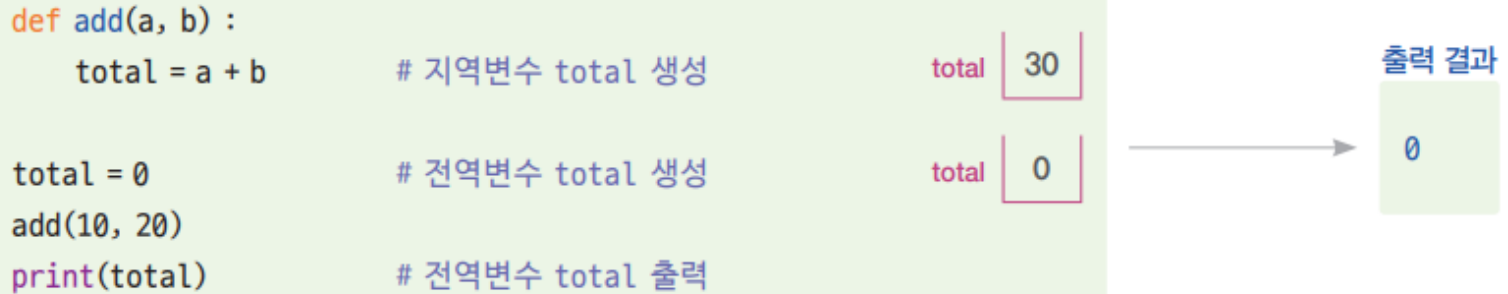 def add(a, b) :
total = a + b # 지역변수 total 생성 total 30
출력 결과
total = 0 # 전역변수 total 생성 total 0
0
add(10, 20)
print(total) # 전역변수 total 출력